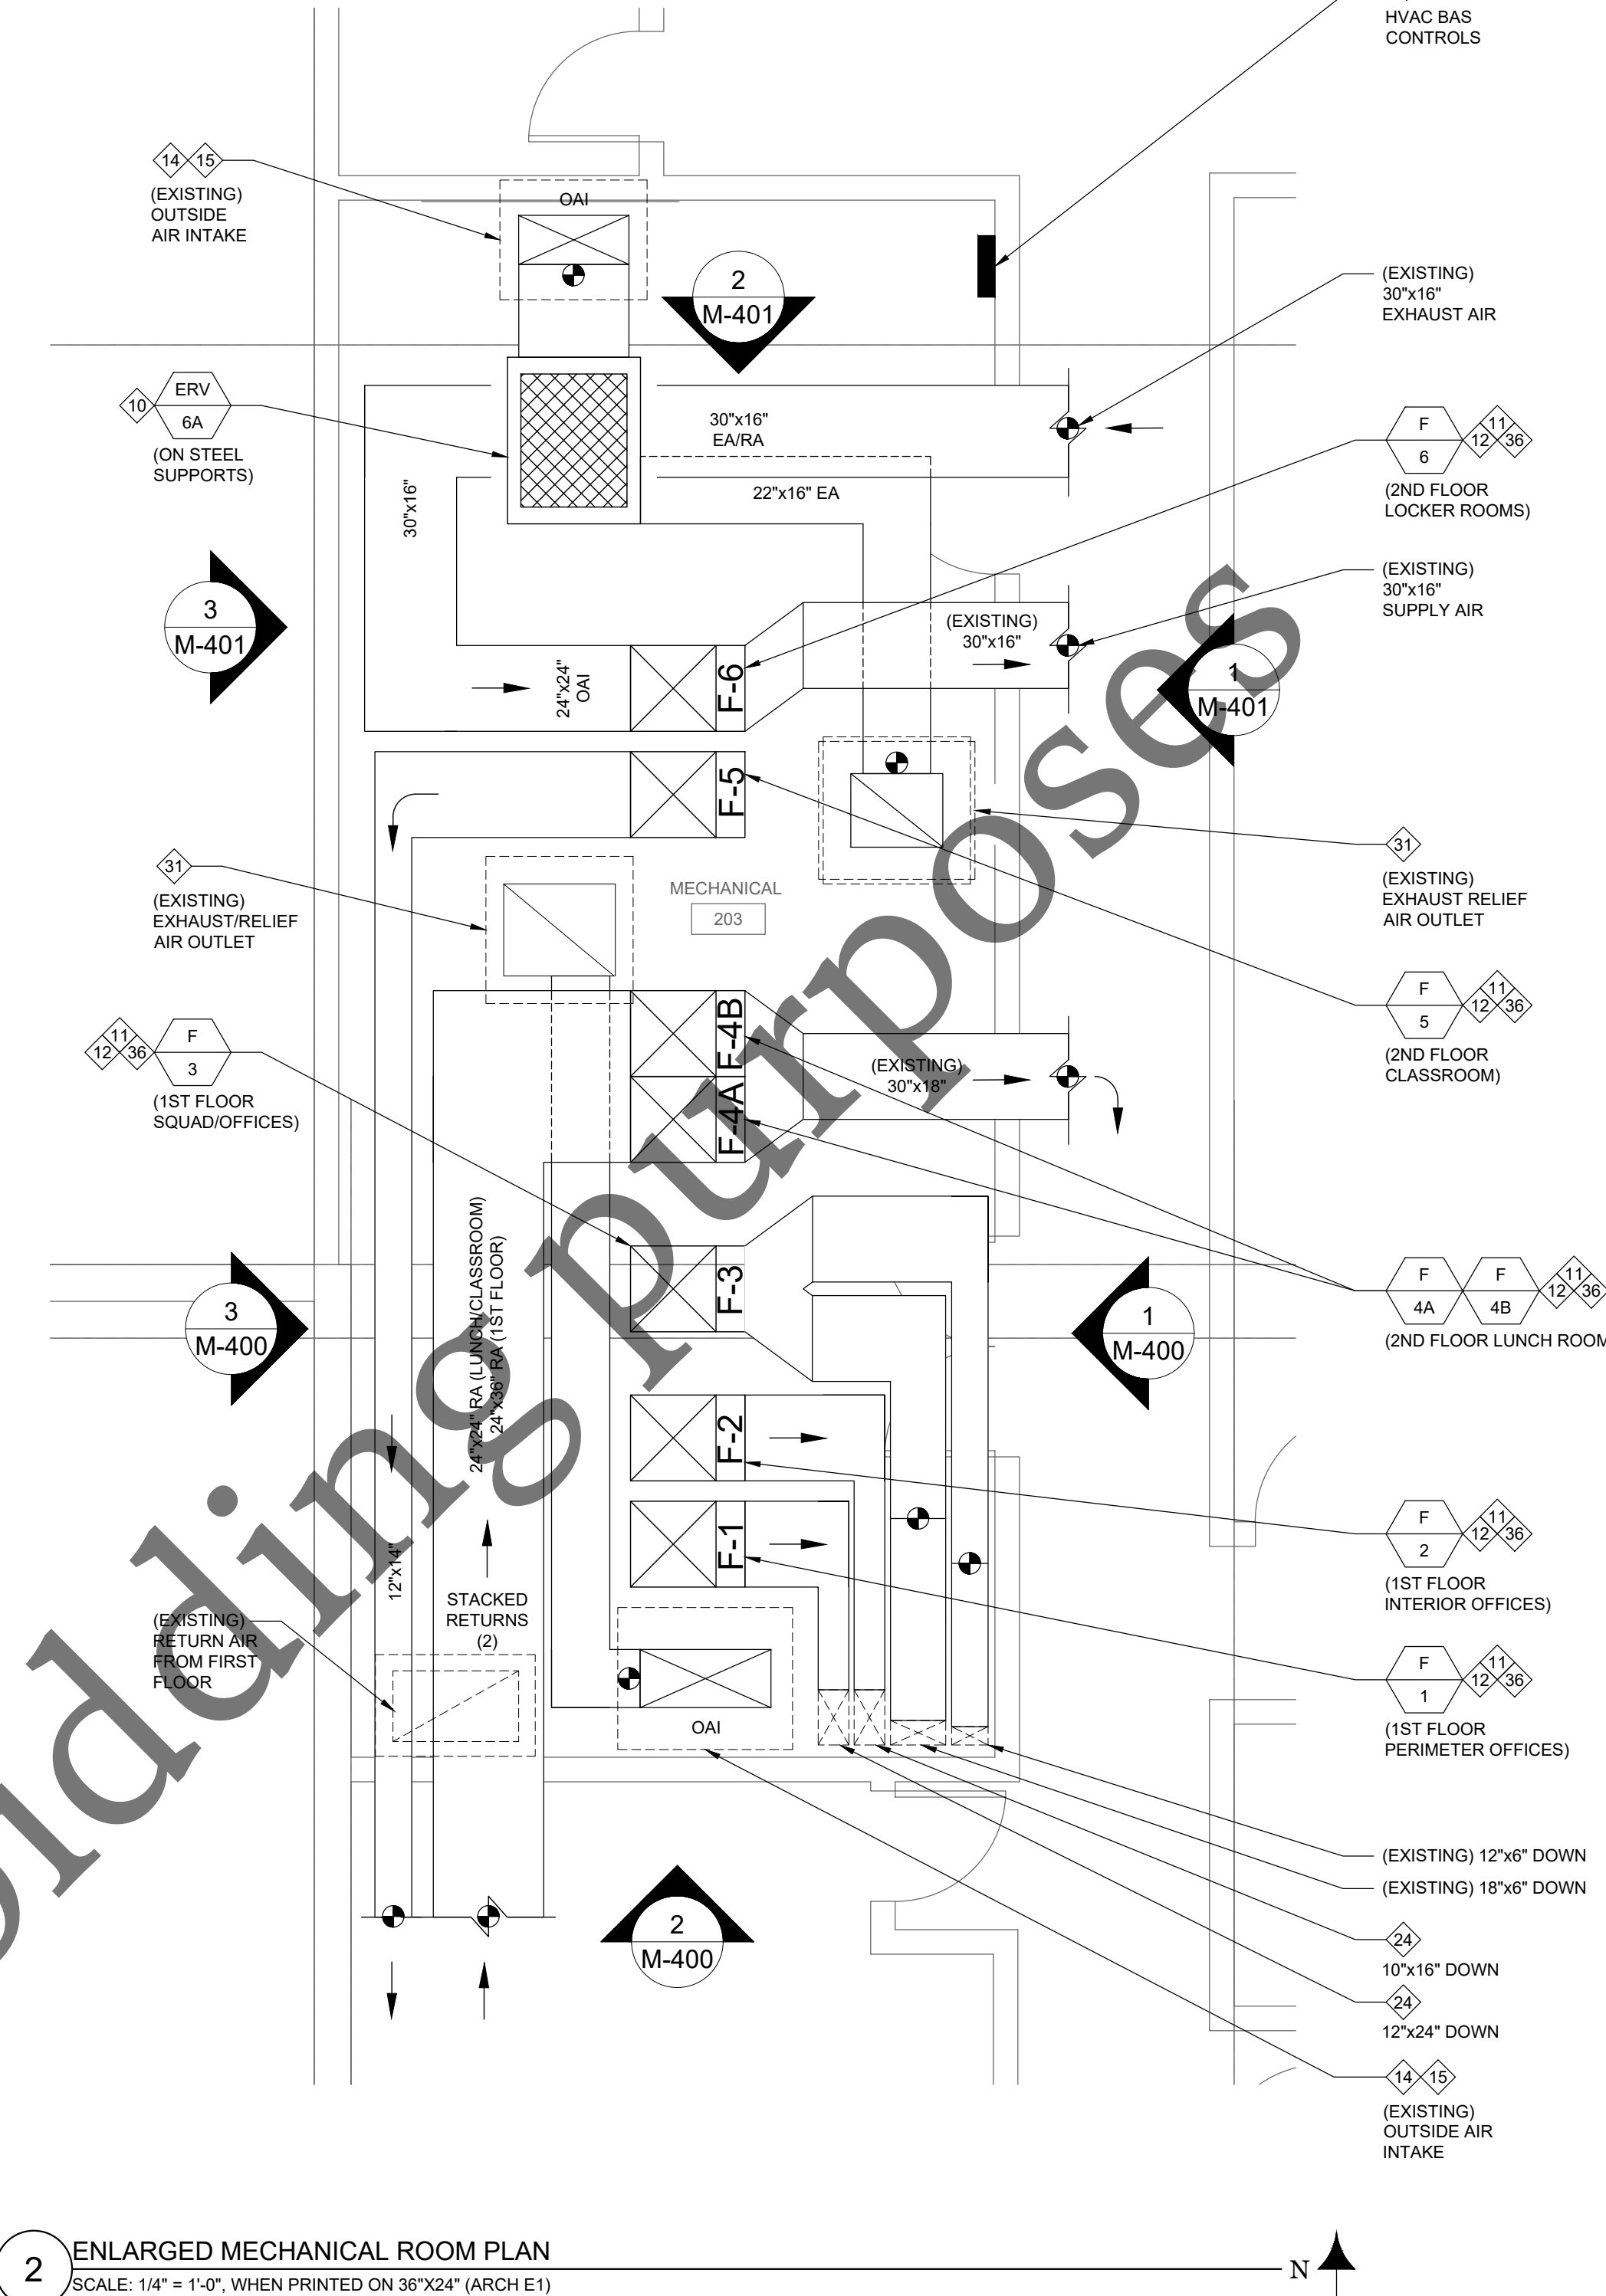 HVAC BAS
CONTROLS
14 15
(EXISTING)
OUTSIDE
AIR INTAKE
OAI
2
M-401
(EXISTING)
30"x16"
EXHAUST AIR
10
ERV
6A
(ON STEEL
SUPPORTS)
30"x16"
EA/RA
22"x16" EA
30"x16"
F
6
11
12 36
(2ND FLOOR
LOCKER ROOMS)
3
M-401
(EXISTING)
30"x16"
SUPPLY AIR
(EXISTING)
30"x16"
24"x24"
OAI
F-6
1
M-401
F-5
31
(EXISTING)
EXHAUST/RELIEF
AIR OUTLET
MECHANICAL
203
31
(EXISTING)
EXHAUST RELIEF
AIR OUTLET
F
5
11
12 36
(2ND FLOOR
CLASSROOM)
11
12 36
F
3
(1ST FLOOR
SQUAD/OFFICES)
F-4B
F-4A
(EXISTING)
30"x18"
24"x24" RA (LUNCH/CLASSROOM)
24"x36" RA (1ST FLOOR)
F-3
3
M-400
1
M-400
F
4A
F
4B
11
12 36
(2ND FLOOR LUNCH ROOM
F-2
F-1
12"x14"
STACKED
RETURNS
(2)
F
2
11
12 36
(1ST FLOOR
INTERIOR OFFICES)
(EXISTING)
RETURN AIR
FROM FIRST
FLOOR
OAI
F
1
11
12 36
(1ST FLOOR
PERIMETER OFFICES)
(EXISTING) 12"x6" DOWN
(EXISTING) 18"x6" DOWN
24
10"x16" DOWN
24
12"x24" DOWN
2
M-400
14 15
(EXISTING)
OUTSIDE AIR
INTAKE
bidding purposes
2
ENLARGED MECHANICAL ROOM PLAN
SCALE: 1/4" = 1'-0", WHEN PRINTED ON 36"X24" (ARCH E1)
N